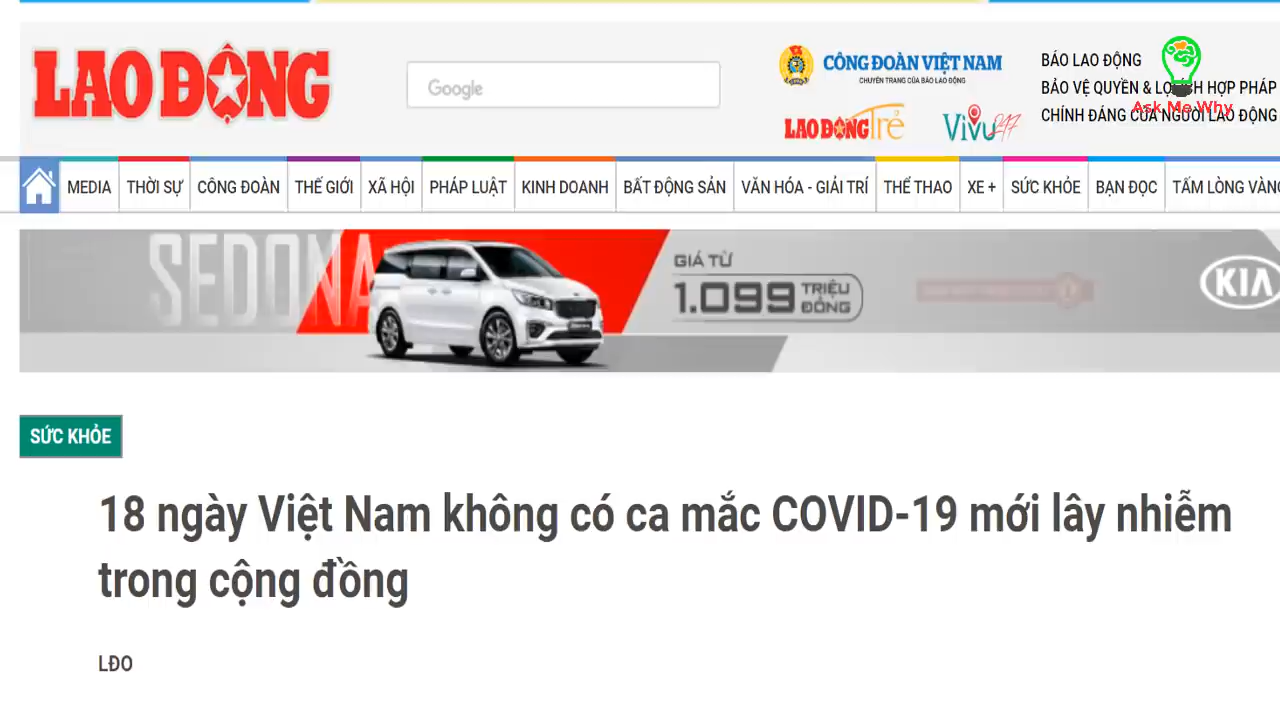 LAO ĐỘNG
Google
CÔNG ĐOÀN VIỆT NAM
CHUYÊN TRANG CỦA BÁO LAO ĐỘNG
LAO ĐỘNG Trẻ
Vivu 247
BÁO LAO ĐỘNG
BẢO VỆ QUYỀN & LỢI ÍCH HỢP PHÁP
CHÍNH ĐÁNG CỦA NGƯỜI LAO ĐỘNG
Ask Me Why
MEDIA THỜI SỰ CÔNG ĐOÀN THẾ GIỚI XÃ HỘI PHÁP LUẬT KINH DOANH BẤT ĐỘNG SẢN VĂN HÓA - GIẢI TRÍ THỂ THAO XE + SỨC KHỎE BẠN ĐỌC TẤM LÒNG VÀNG
SEDONA
GIÁ TỪ
1.099 TRIỆU ĐỒNG
KIA
SỨC KHỎE
18 ngày Việt Nam không có ca mắc COVID-19 mới lây nhiễm
trong cộng đồng
LĐO